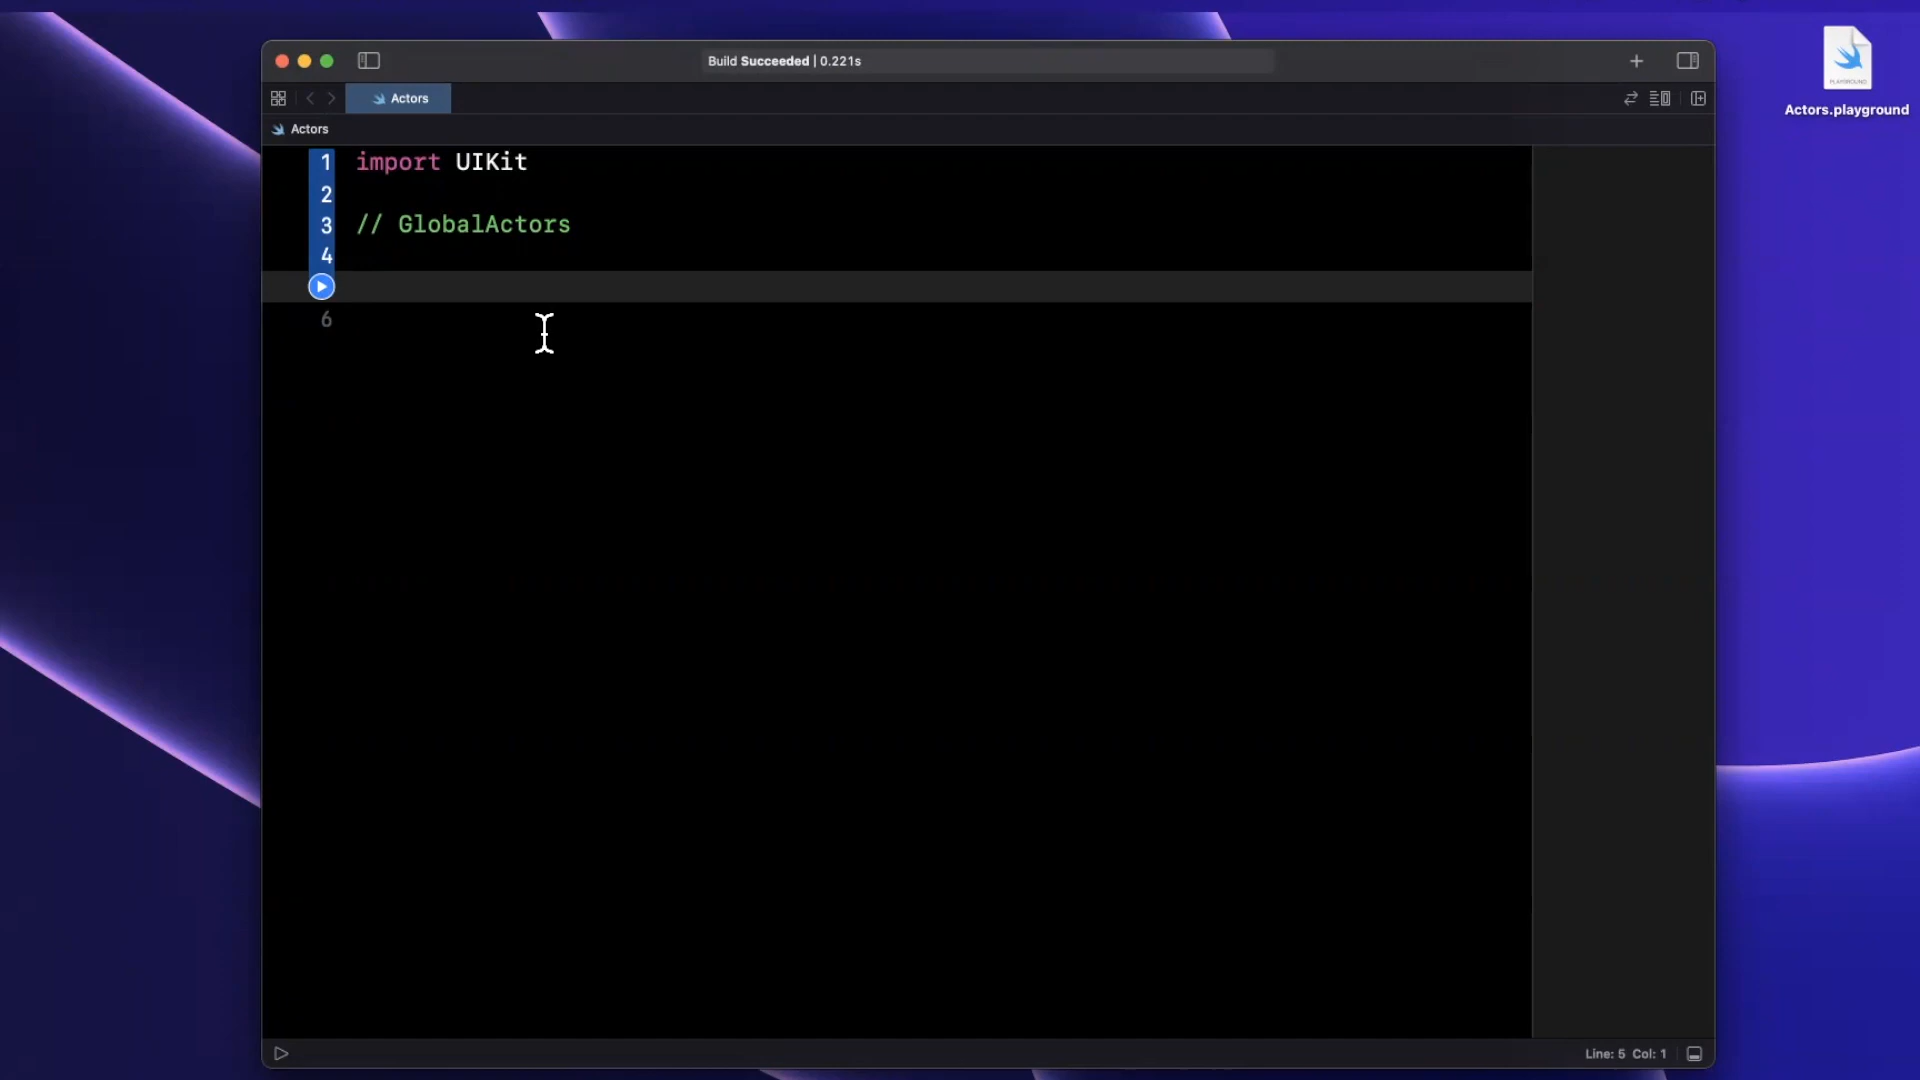 Build Succeeded | 0.221s
Actors
Actors
1 import UIKit
2
3 // GlobalActors
4
6
Line: 5 Col: 1
PLAYGROUND
Actors.playground